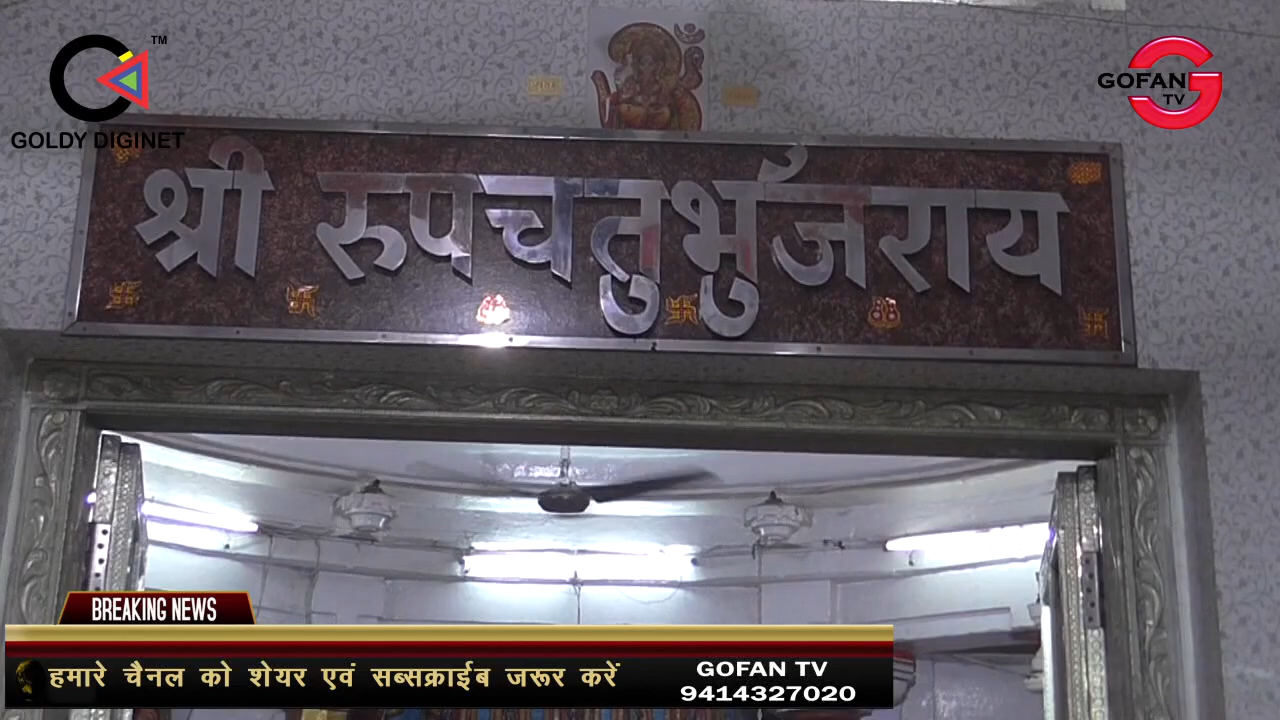 TM
GOLDY DIGINET
GOFAN
TV
श्री रुपचतुर्भुजराय
BREAKING NEWS
हमारे चैनल को शेयर एवं सब्सक्राईब जरूर करें
GOFAN TV
9414327020